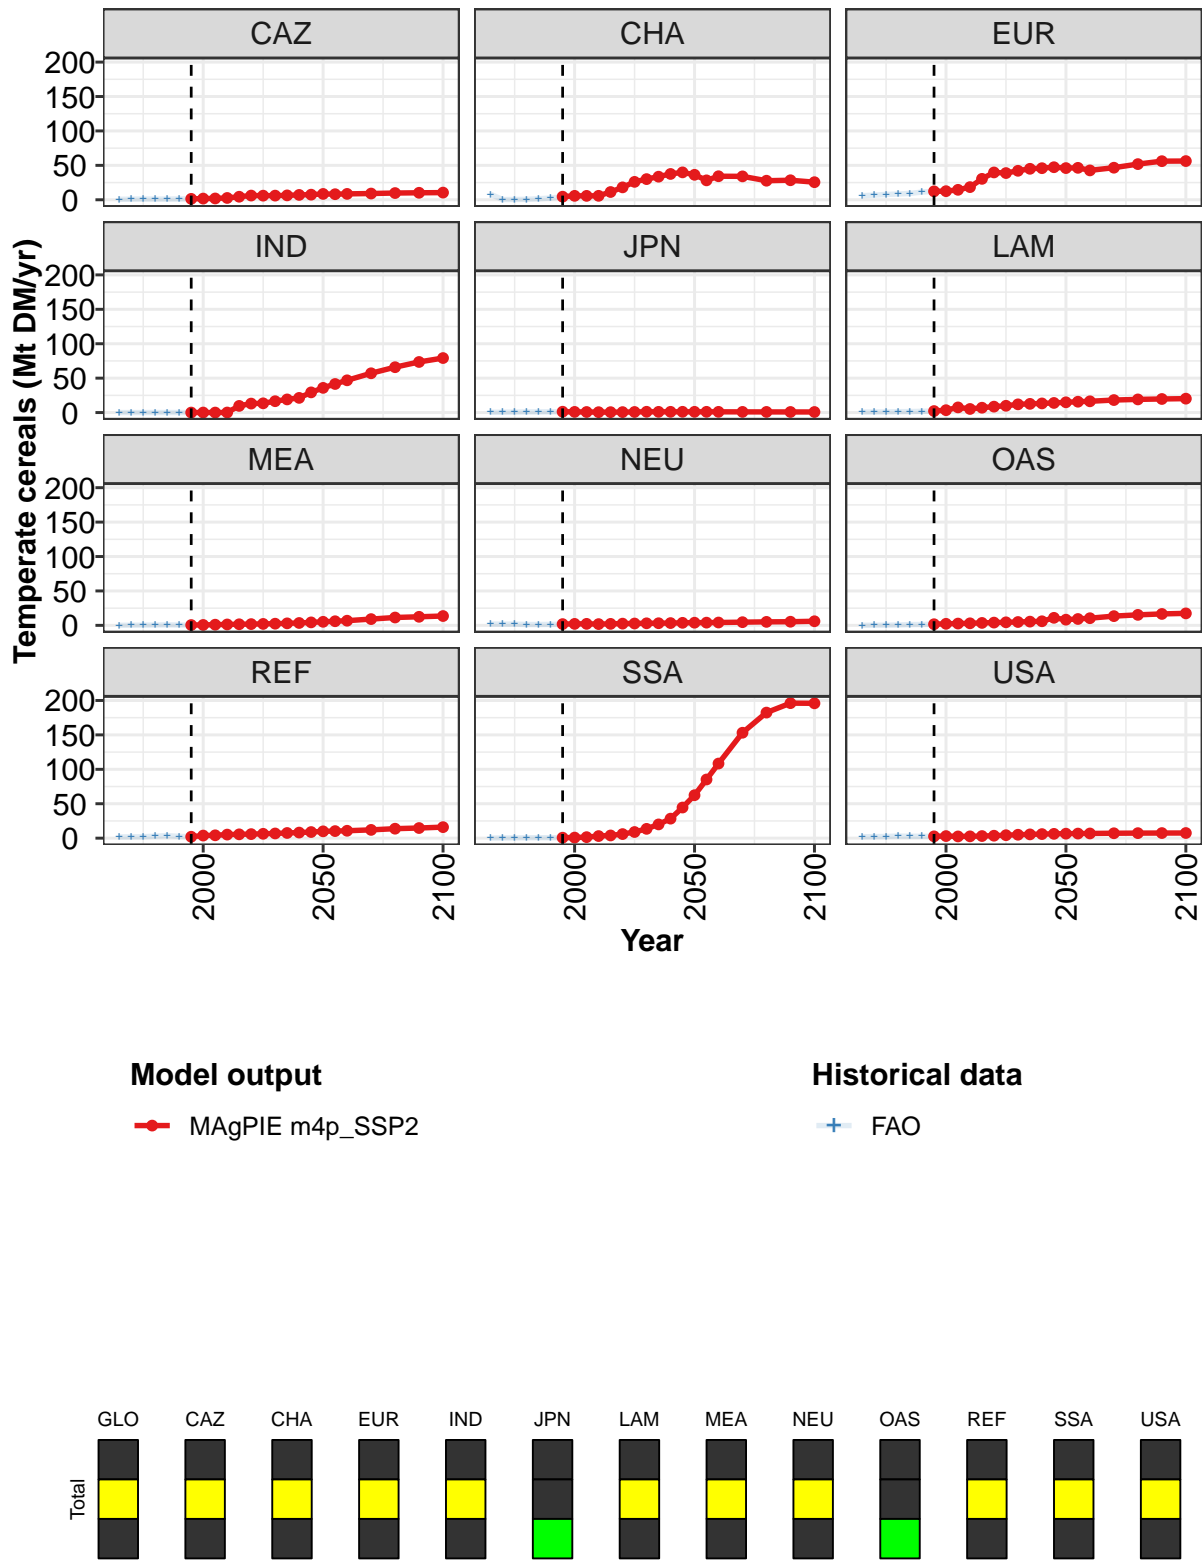 CAZ CHA EUR
200
150
100
50
0
IND JPN LAM
200
150
100
50
0
MEA NEU OAS
200
150
100
50
0
REF SSA USA
200
150
100
50
0
Temperate cereals (Mt DM/yr)
2000 2050 2100 2000 2050 2100 2000 2050 2100
Year
Model output
MAgPIE m4p_SSP2
Historical data
FAO
GLO CAZ CHA EUR IND JPN LAM MEA NEU OAS REF SSA USA
Total